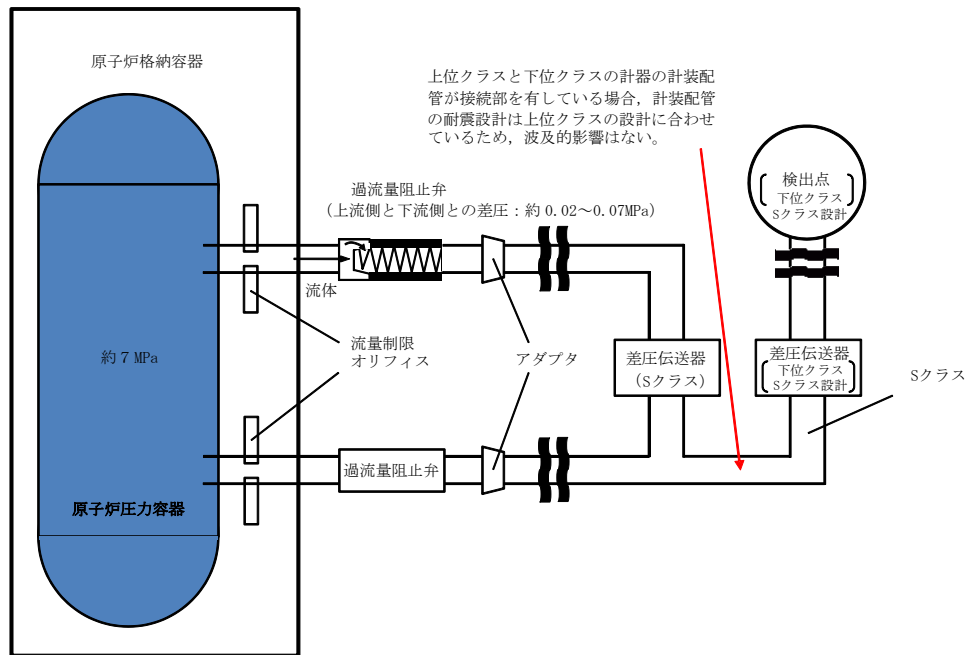 原子炉格納容器
上位クラスと下位クラスの計器の計装配
管が接続部を有している場合，計装配管
の耐震設計は上位クラスの設計に合わせ
ているため，波及的影響はない。
検出点
下位クラス
Sクラス設計
過流量阻止弁
（上流側と下流側との差圧：約 0.02～0.07MPa）
流体
約 7 MPa
流量制限
オリフィス
アダプタ
差圧伝送器
（Sクラス）
差圧伝送器
下位クラス
Sクラス設計
Sクラス
過流量阻止弁
原子炉圧力容器